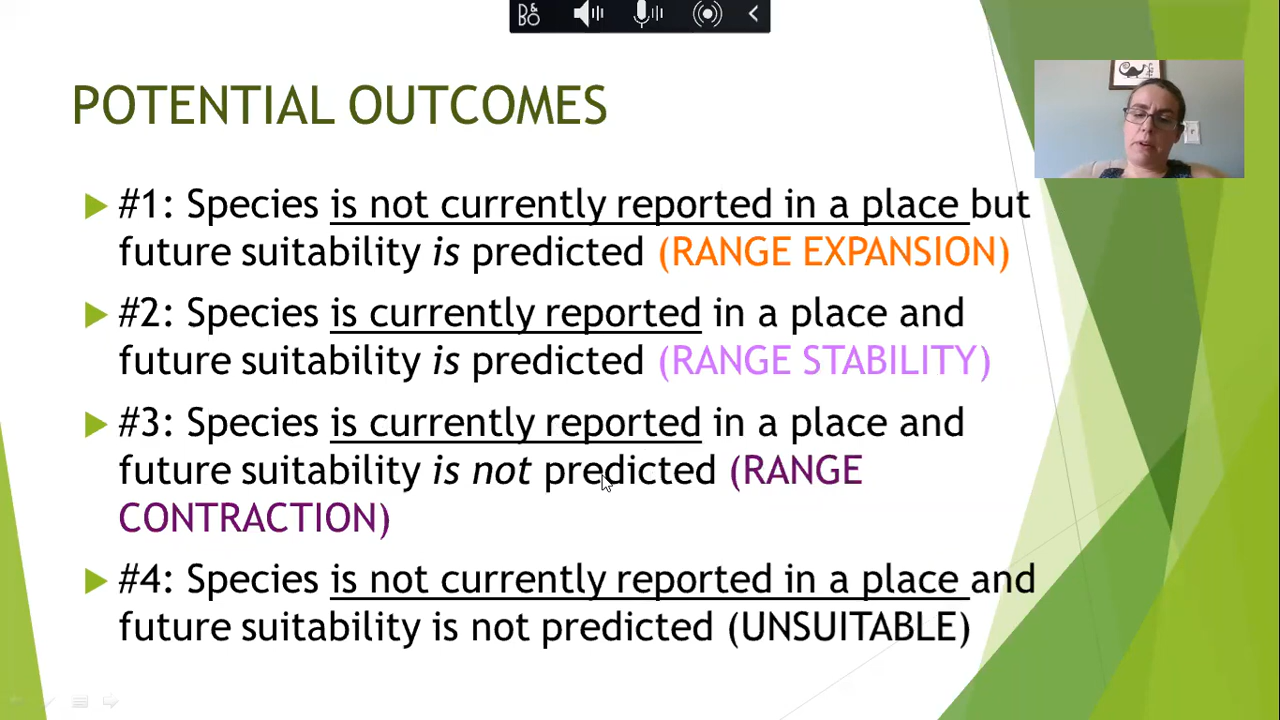 B&O
POTENTIAL OUTCOMES
#1: Species is not currently reported in a place but
future suitability is predicted (RANGE EXPANSION)
#2: Species is currently reported in a place and
future suitability is predicted (RANGE STABILITY)
#3: Species is currently reported in a place and
future suitability is not predicted (RANGE
CONTRACTION)
#4: Species is not currently reported in a place and
future suitability is not predicted (UNSUITABLE)